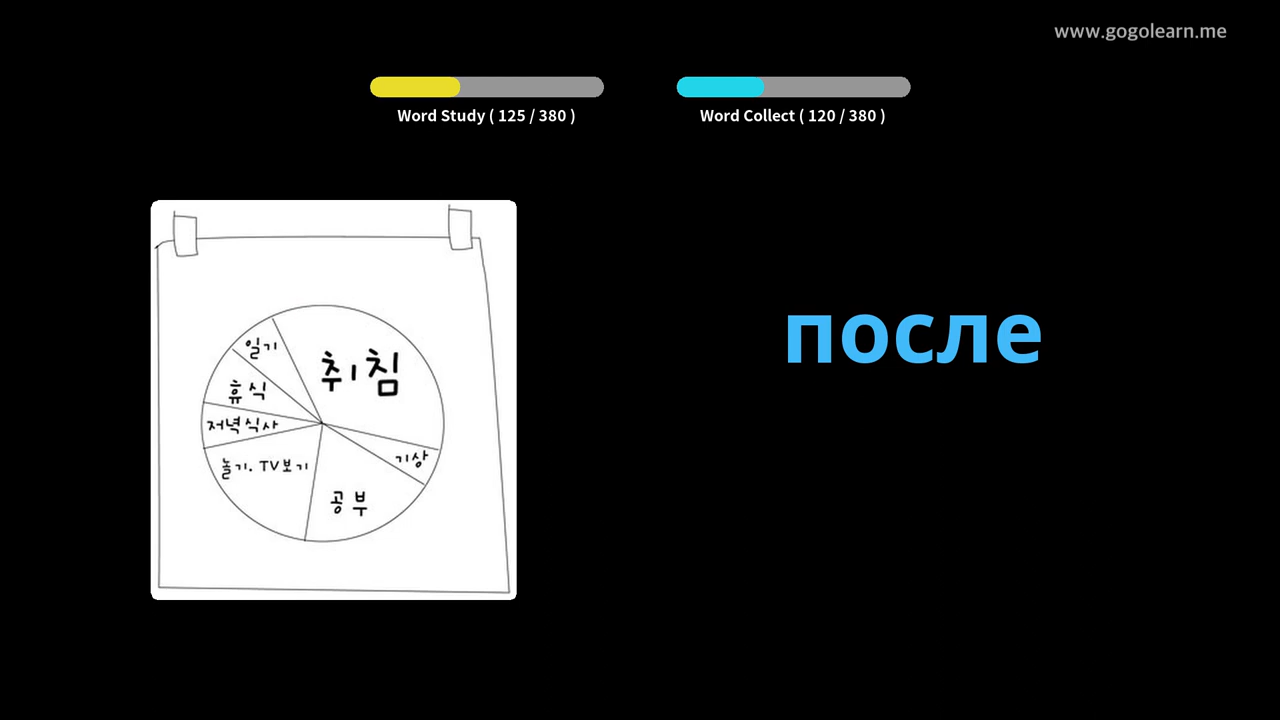 www.gogolearn.me
Word Study ( 125 / 380 )
Word Collect ( 120 / 380 )
일기
취침
휴식
저녁식사
놀기. TV보기
기상
공부
после